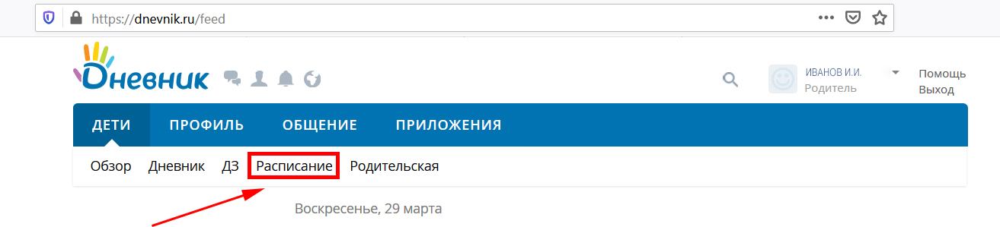 https://dnevnik.ru/feed
Дневник
ИВАНОВ И.И.
Родитель
Помощь
Выход
ДЕТИ ПРОФИЛЬ ОБЩЕНИЕ ПРИЛОЖЕНИЯ
Обзор Дневник ДЗ Расписание Родительская
Воскресенье, 29 марта